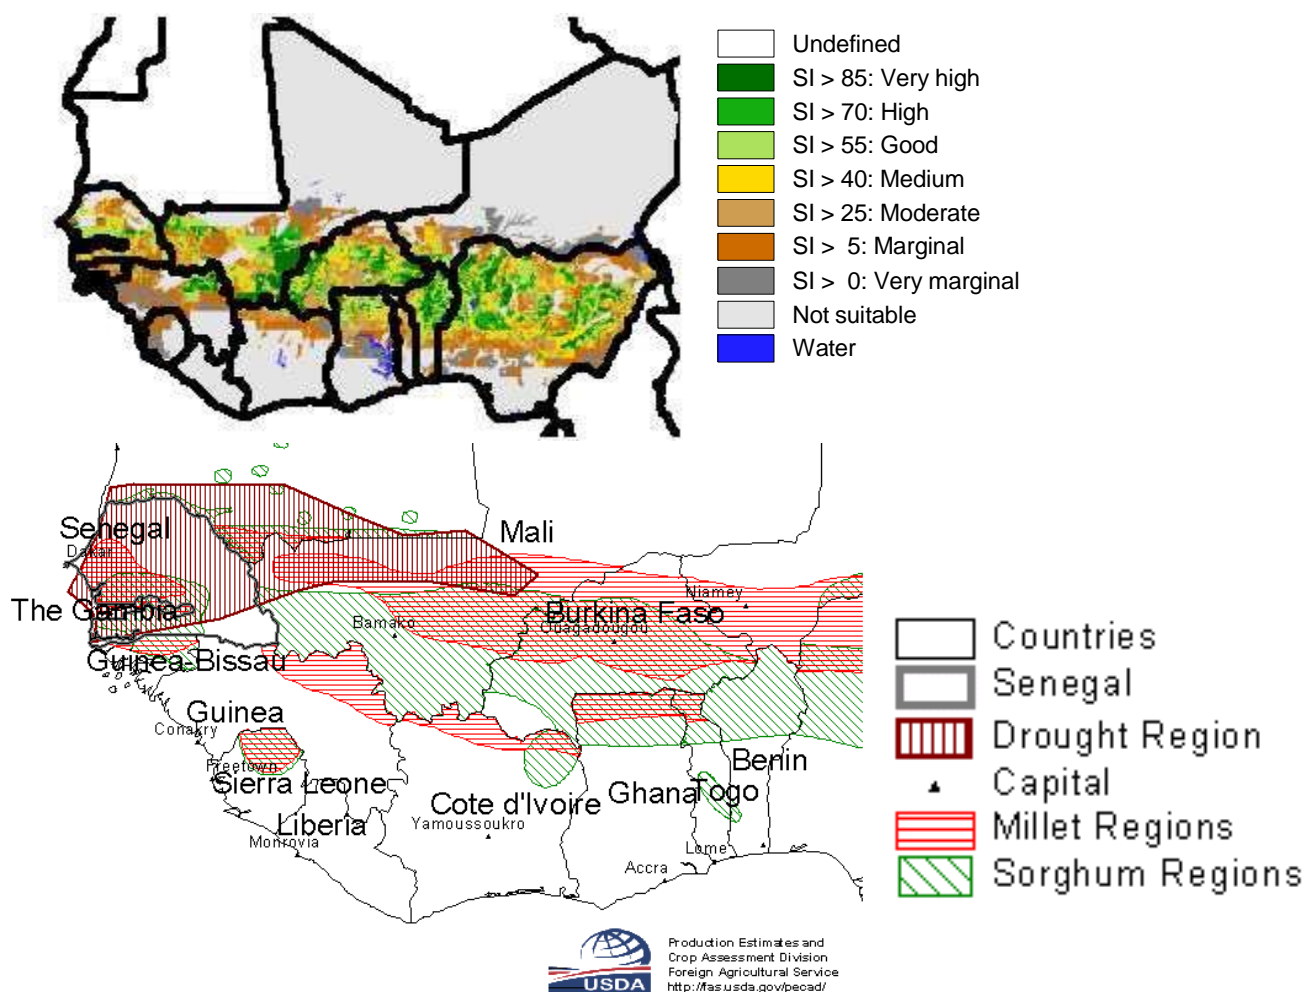 Undefined
SI > 85: Very high
SI > 70: High
SI > 55: Good
SI > 40: Medium
SI > 25: Moderate
SI > 5: Marginal
SI > 0: Very marginal
Not suitable
Water
Senegal
Dakar
Mali
The Gambia
Bamako
Niamey
Burkina Faso
Ouagadougou
Guinea-Bissau
Guinea
Conakry
Freetown
Sierra Leone
Liberia
Monrovia
Cote d'Ivoire
Yamoussoukro
Ghana
Togo
Benin
Lome
Accra
Countries
Senegal
Drought Region
Capital
Millet Regions
Sorghum Regions
USDA
Production Estimates and
Crop Assessment Division
Foreign Agricultural Service
http://fas.usda.gov/pecad/